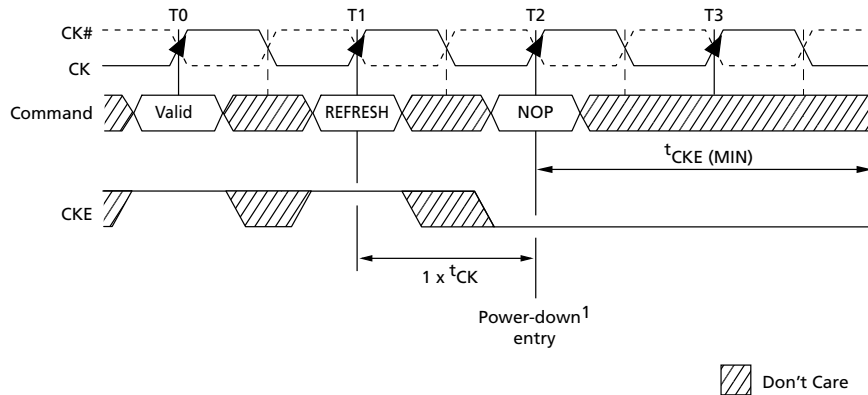 T0 T1 T2 T3
CK#
CK
Command Valid REFRESH NOP
tCKE (MIN)
CKE
1 x tCK
Power-down1
entry
Don't Care